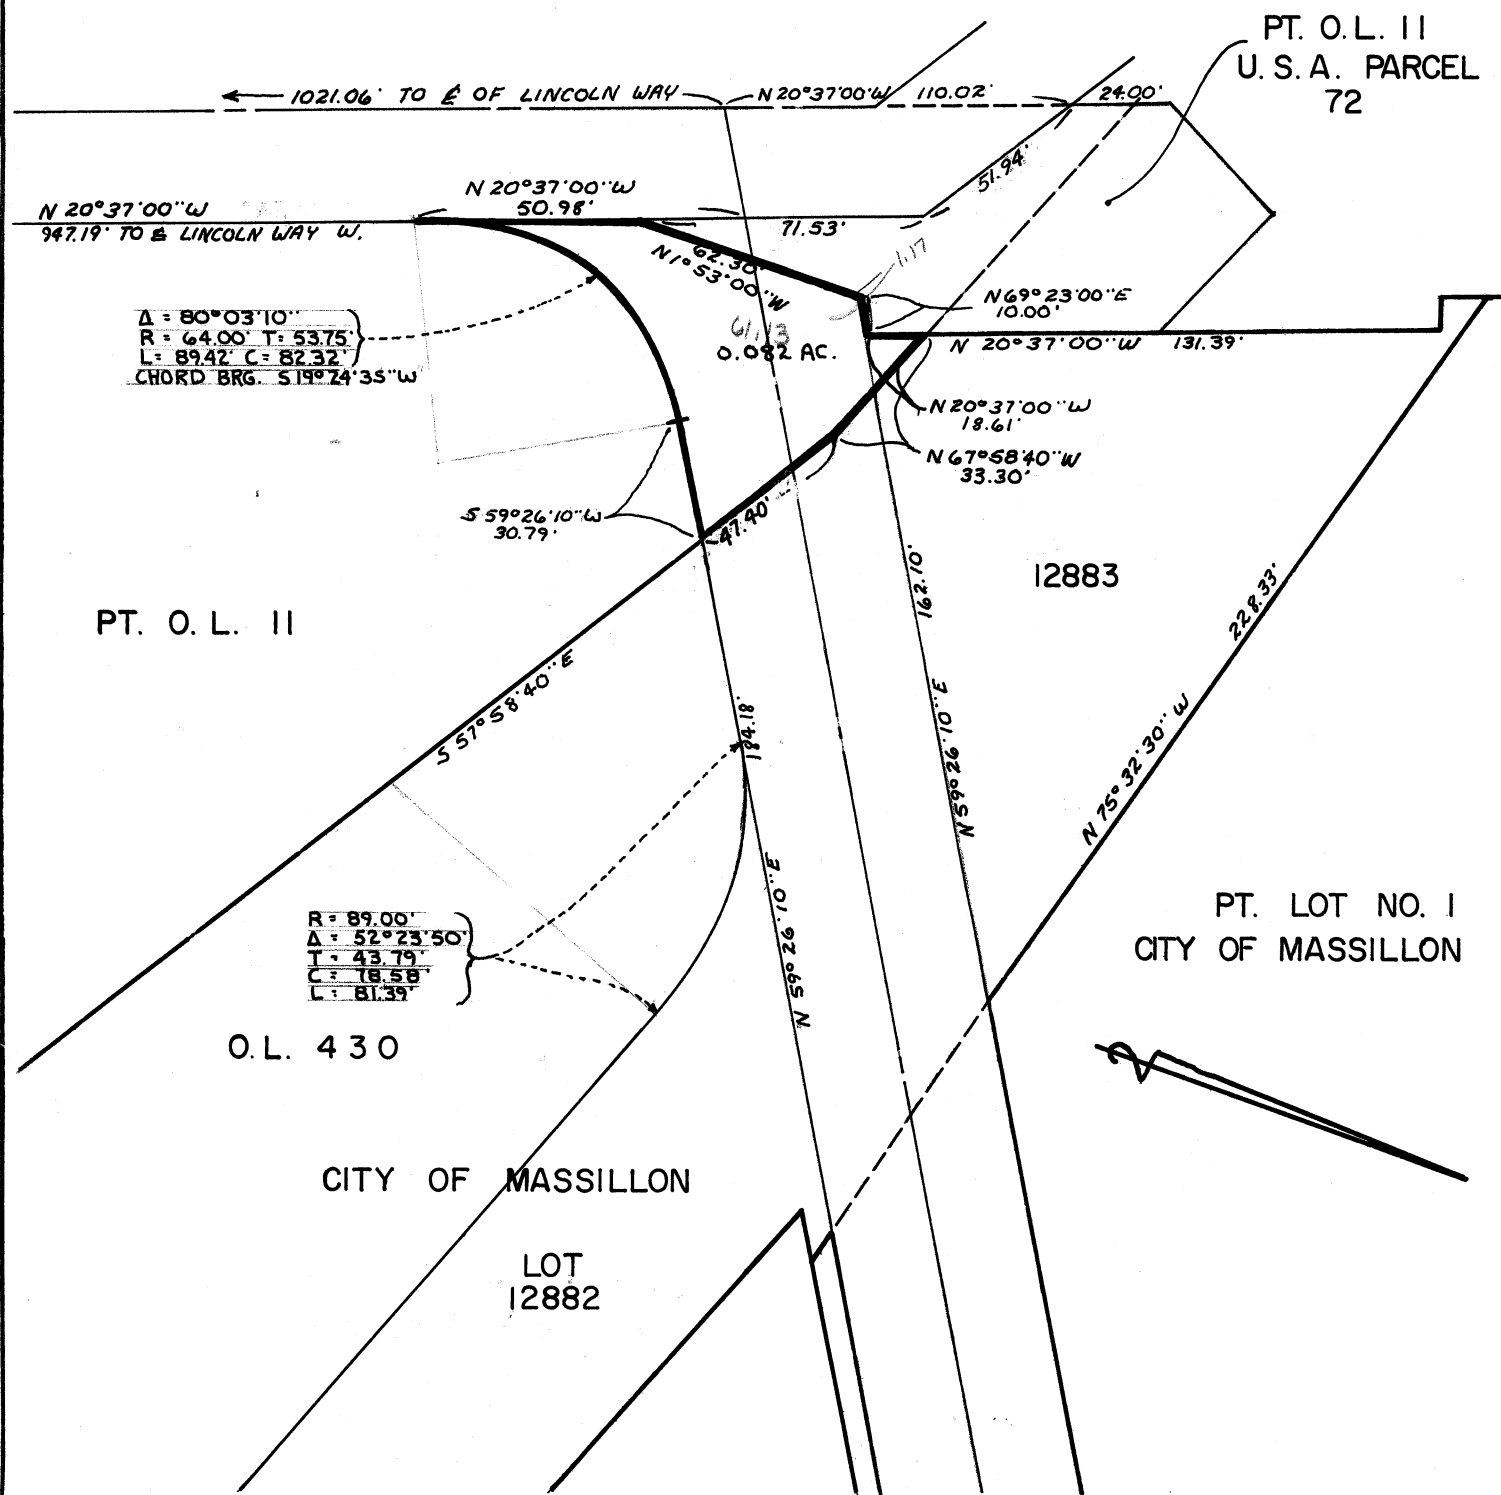 PT. O.L. 11
U.S.A. PARCEL
72
1021.06' TO ℄ OF LINCOLN WAY
N 20°37'00"W 110.02'
24.00'
51.94'
N 20°37'00"W
50.98'
N 20°37'00"W
947.19' TO ℄ LINCOLN WAY W.
71.53'
62.30'
N 1°53'00"W
1.17
61.13
0.082 AC.
N 69°23'00"E
10.00'
N 20°37'00"W 131.39'
Δ = 80°03'10"
R = 64.00' T = 53.75'
L = 89.42' C = 82.32'
CHORD BRG. S 19°24'35"W
N 20°37'00"W
18.61'
N 67°58'40"W
33.30'
S 59°26'10"W
30.79'
47.40'
12883
162.10'
228.33'
PT. O.L. 11
S 57°58'40"E
184.18'
N 59°26'10"E
N 75°32'30"W
N 59°26'10"E
R = 89.00'
Δ = 52°23'50"
T = 43.79'
C = 78.58'
L = 81.39'
PT. LOT NO. 1
CITY OF MASSILLON
O.L. 430
CITY OF MASSILLON
LOT
12882
N